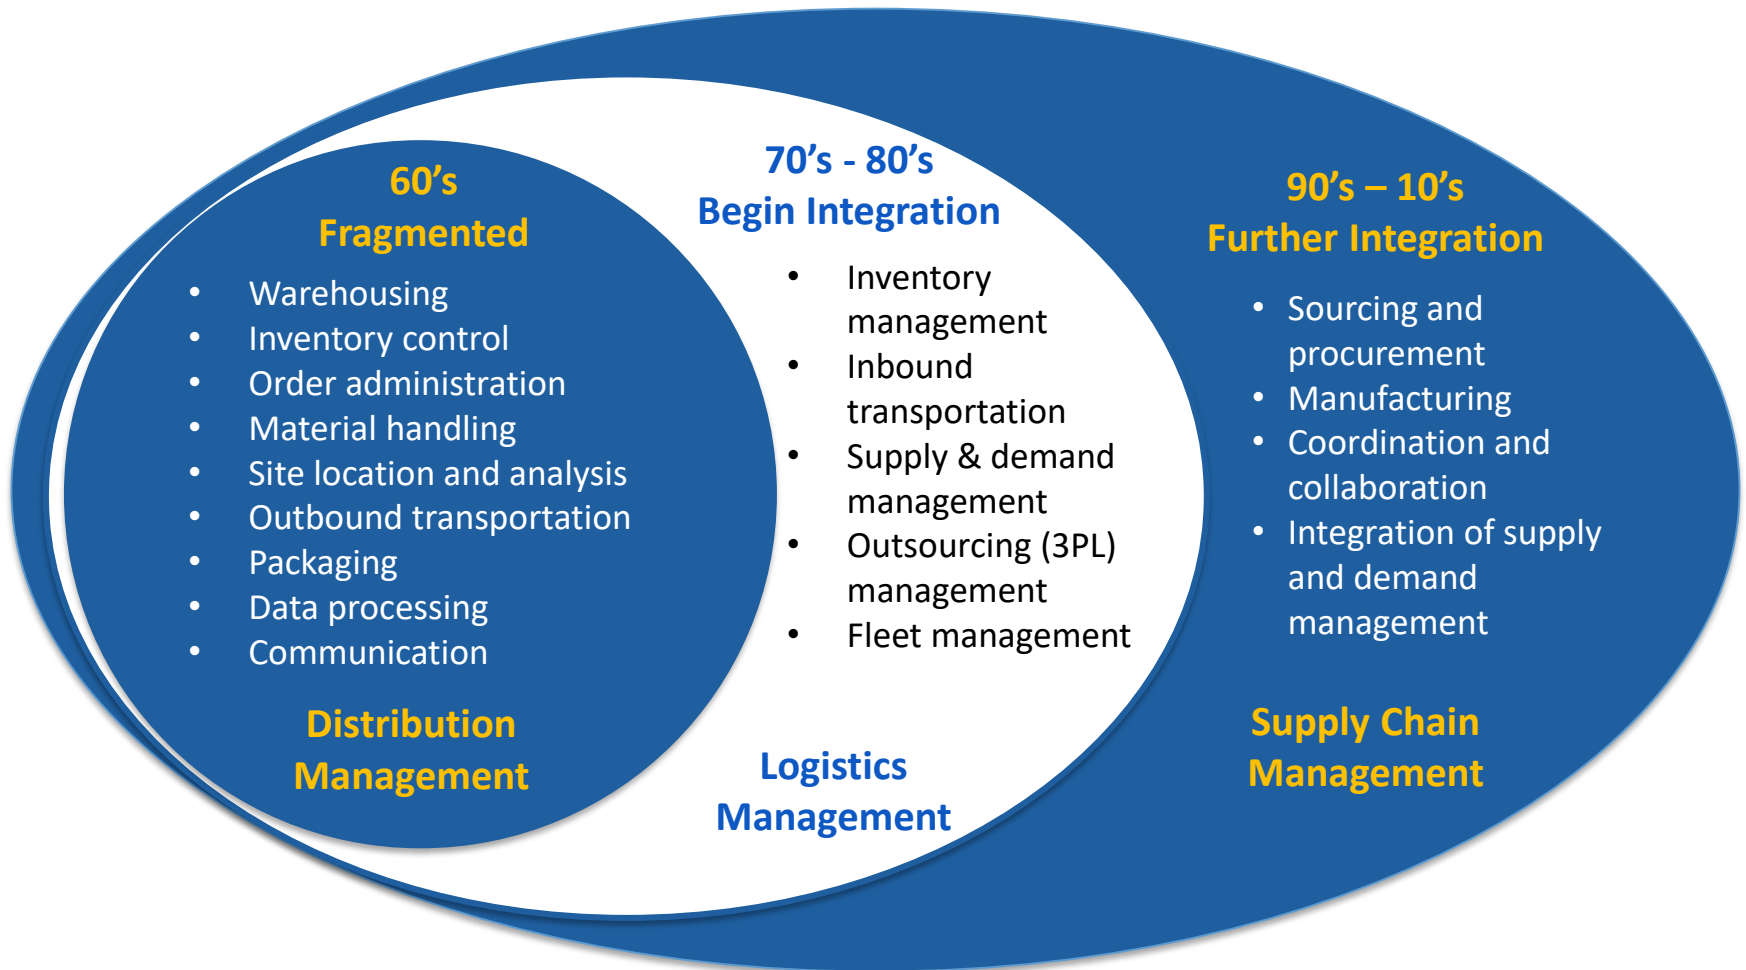 60’s
Fragmented
• Warehousing
• Inventory control
• Order administration
• Material handling
• Site location and analysis
• Outbound transportation
• Packaging
• Data processing
• Communication
Distribution
Management
70’s - 80’s
Begin Integration
• Inventory
management
• Inbound
transportation
• Supply & demand
management
• Outsourcing (3PL)
management
• Fleet management
Logistics
Management
90’s – 10’s
Further Integration
• Sourcing and
procurement
• Manufacturing
• Coordination and
collaboration
• Integration of supply
and demand
management
Supply Chain
Management